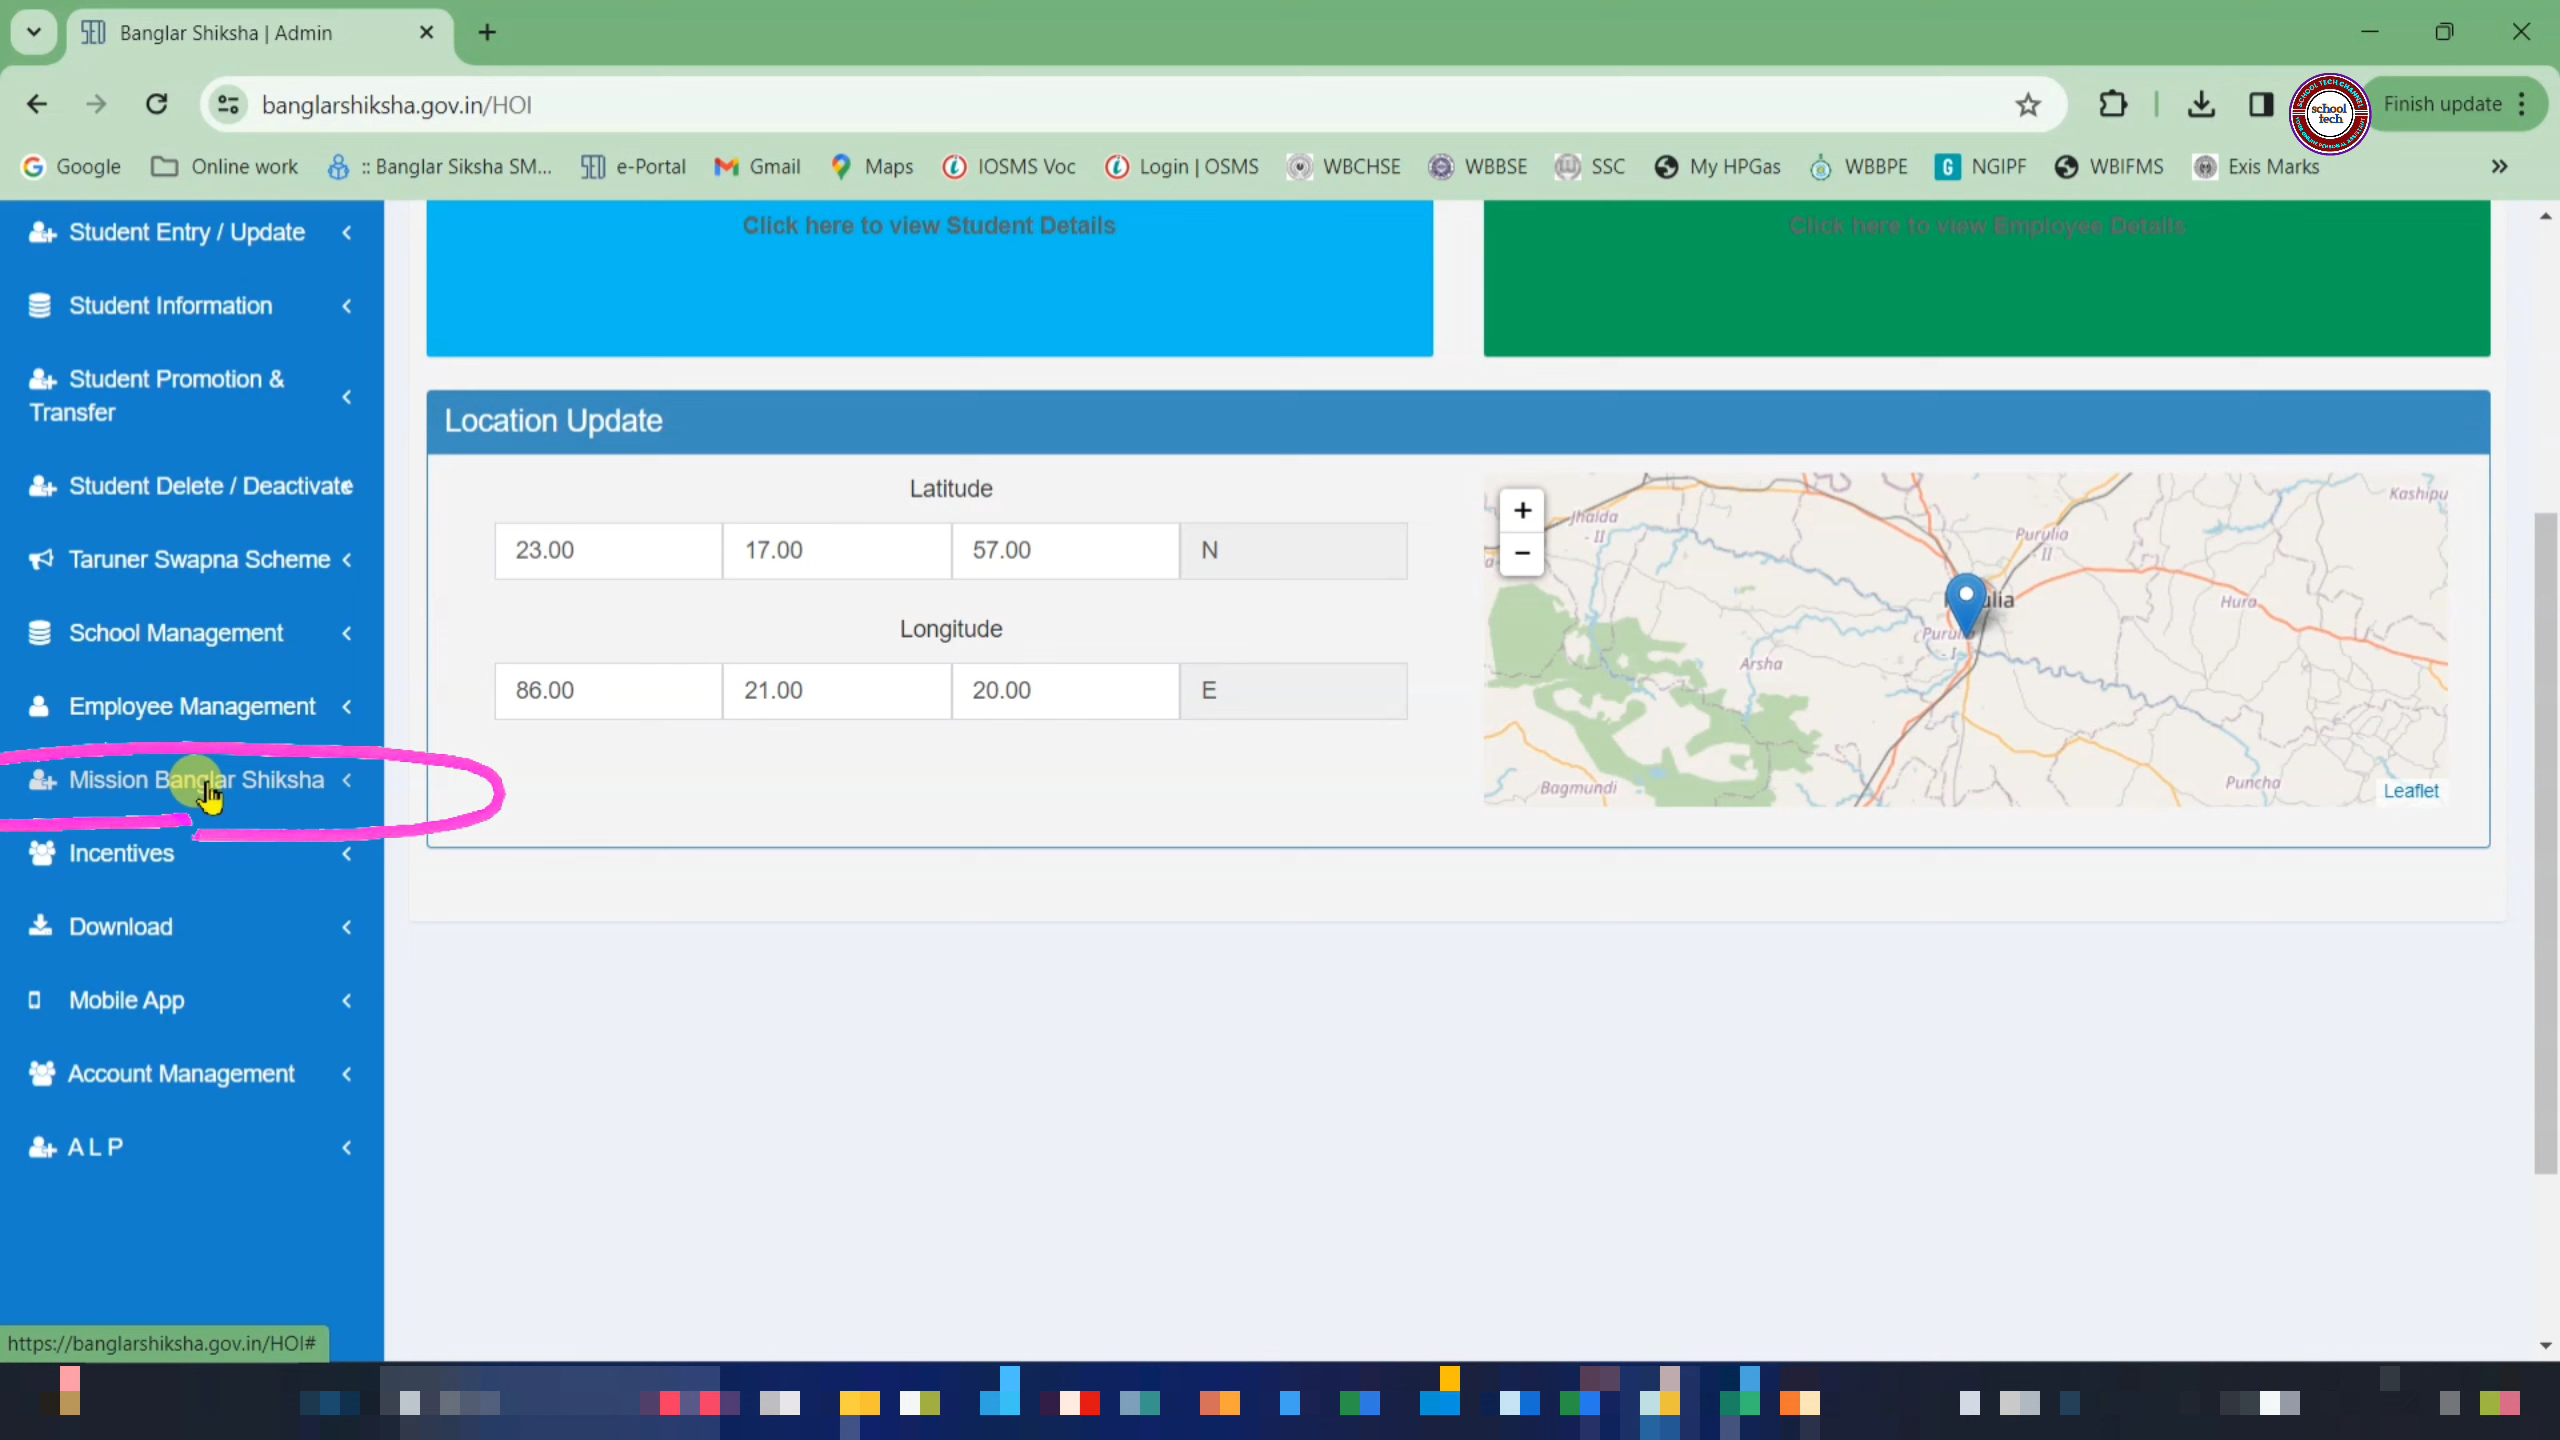 Banglar Shiksha | Admin
banglarshiksha.gov.in/HOI
school tech
Finish update
Google
Online work
:: Banglar Siksha SM...
e-Portal
Gmail
Maps
IOSMS Voc
Login | OSMS
WBCHSE
WBBSE
SSC
My HPGas
WBBPE
NGIPF
WBIFMS
Exis Marks
Student Entry / Update
Student Information
Student Promotion &
Transfer
Student Delete / Deactivate
Taruner Swapna Scheme
School Management
Employee Management
Mission Banglar Shiksha
Incentives
Download
Mobile App
Account Management
A L P
Click here to view Student Details
Click here to view Employee Details
Location Update
Latitude
23.00 17.00 57.00 N
Longitude
86.00 21.00 20.00 E
+
−
Kashipu
Jhalda
- II
Purulia
- II
Hura
Purulia
- I
Arsha
Bagmundi
Puncha
Leaflet
https://banglarshiksha.gov.in/HOI#